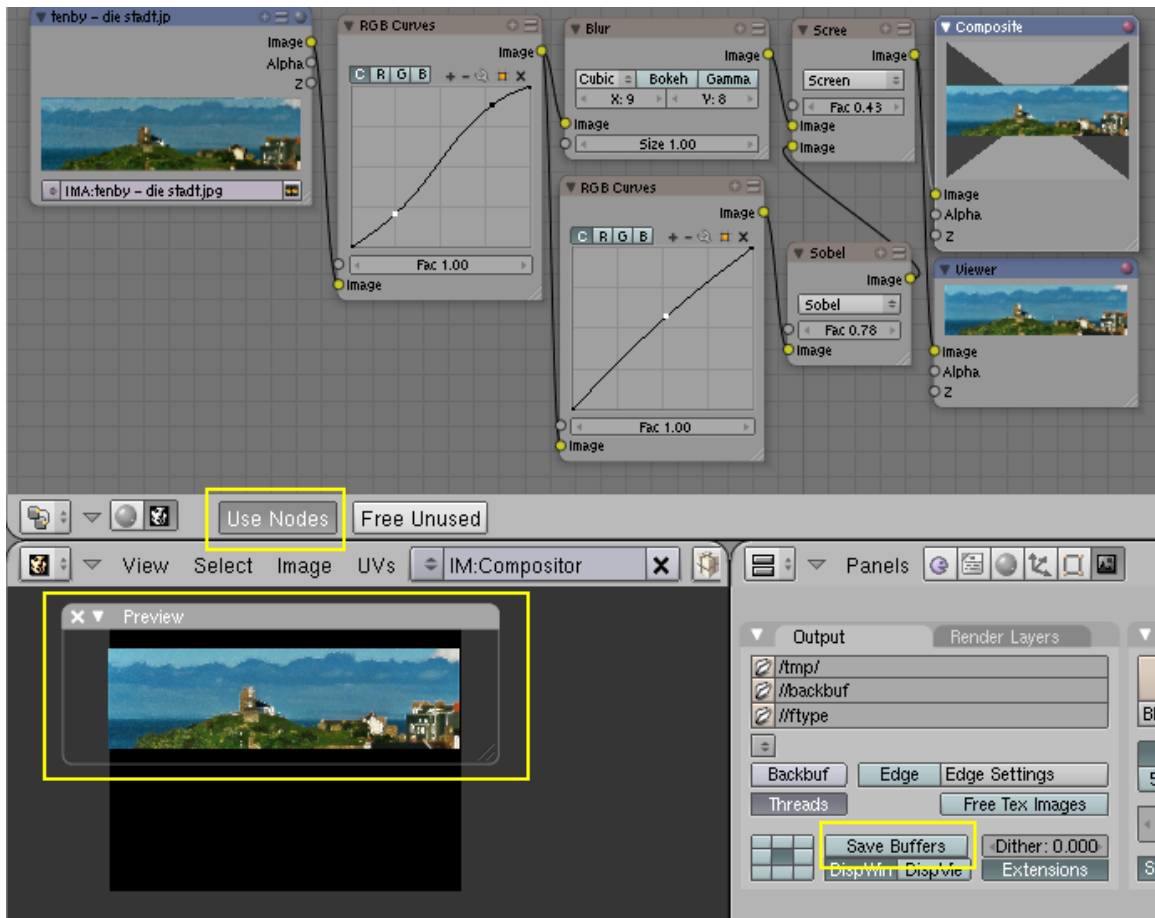 tenby – die stadt.jp
Image
Alpha
Z
IMA:tenby – die stadt.jpg
RGB Curves
Image
C R G B
Fac 1.00
Image
Blur
Image
Cubic Bokeh Gamma
X: 9 Y: 8
Image
Size 1.00
RGB Curves
Image
C R G B
Fac 1.00
Image
Scree
Image
Screen
Fac 0.43
Image
Image
Sobel
Image
Sobel
Fac 0.78
Image
Composite
Image
Alpha
Z
Viewer
Image
Alpha
Z
Use Nodes Free Unused
View Select Image UVs IM:Compositor
Preview
Panels
Output Render Layers
/tmp/
//backbuf
//ftype
Backbuf Edge Edge Settings
Threads Free Tex Images
Save Buffers Dither: 0.000
DispWin DispVie Extensions